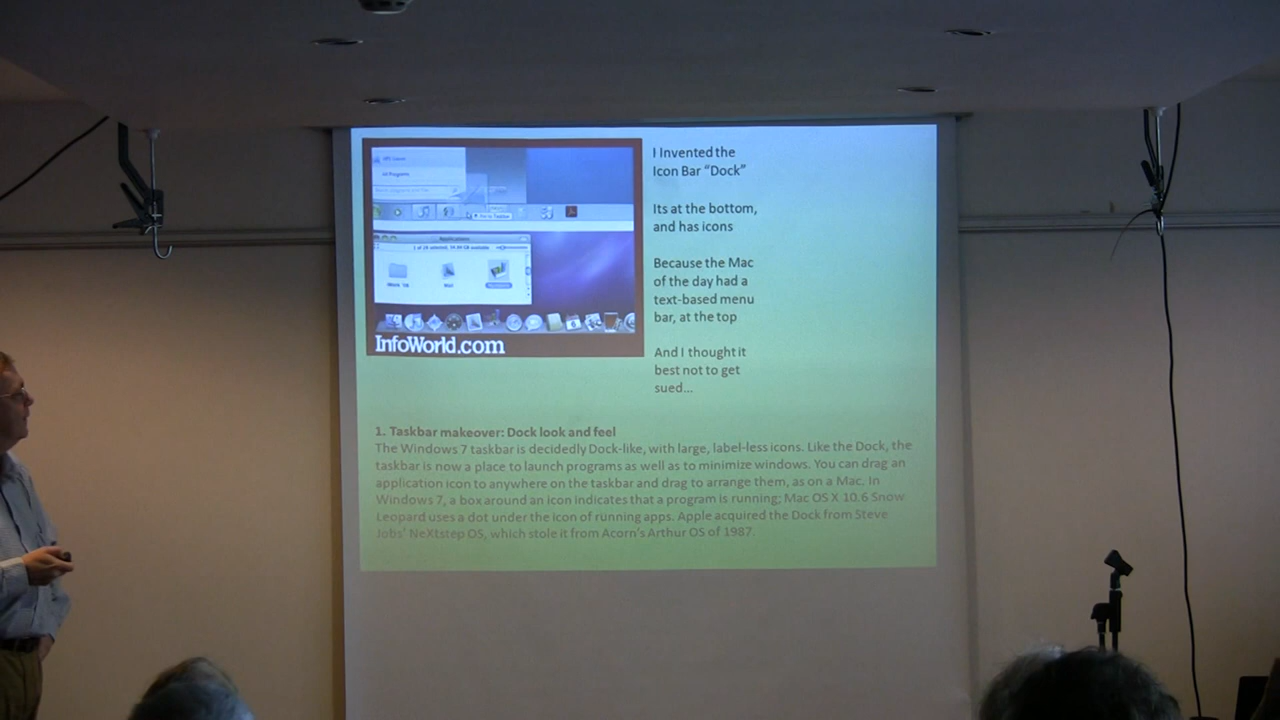 I Invented the
Icon Bar “Dock”
Its at the bottom,
and has icons
Because the Mac
of the day had a
text-based menu
bar, at the top
And I thought it
best not to get
sued...
All Programs
Applications
Mail
InfoWorld.com
1. Taskbar makeover: Dock look and feel
The Windows 7 taskbar is decidedly Dock-like, with large, label-less icons. Like the Dock, the
taskbar is now a place to launch programs as well as to minimize windows. You can drag an
application icon to anywhere on the taskbar and drag to arrange them, as on a Mac. In
Windows 7, a box around an icon indicates that a program is running; Mac OS X 10.6 Snow
Leopard uses a dot under the icon of running apps. Apple acquired the Dock from Steve
Jobs’ NeXtstep OS, which stole it from Acorn’s Arthur OS of 1987.